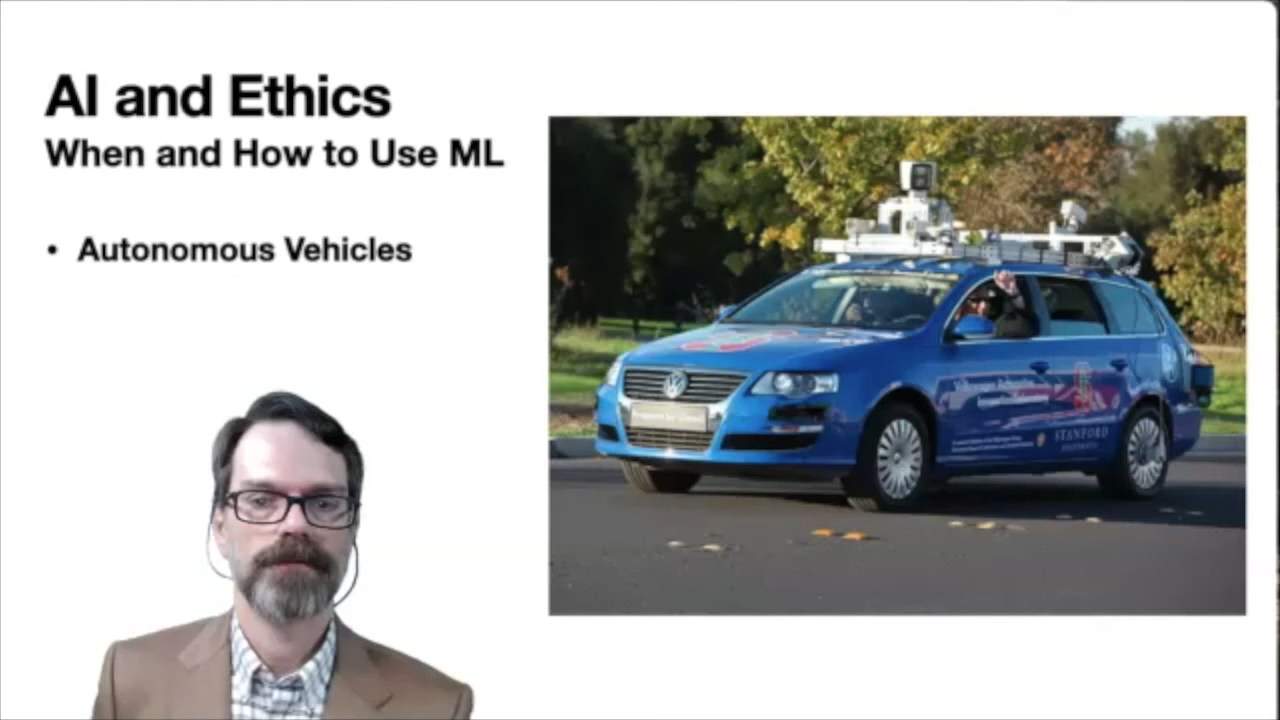 AI and Ethics
When and How to Use ML
• Autonomous Vehicles
STANFORD